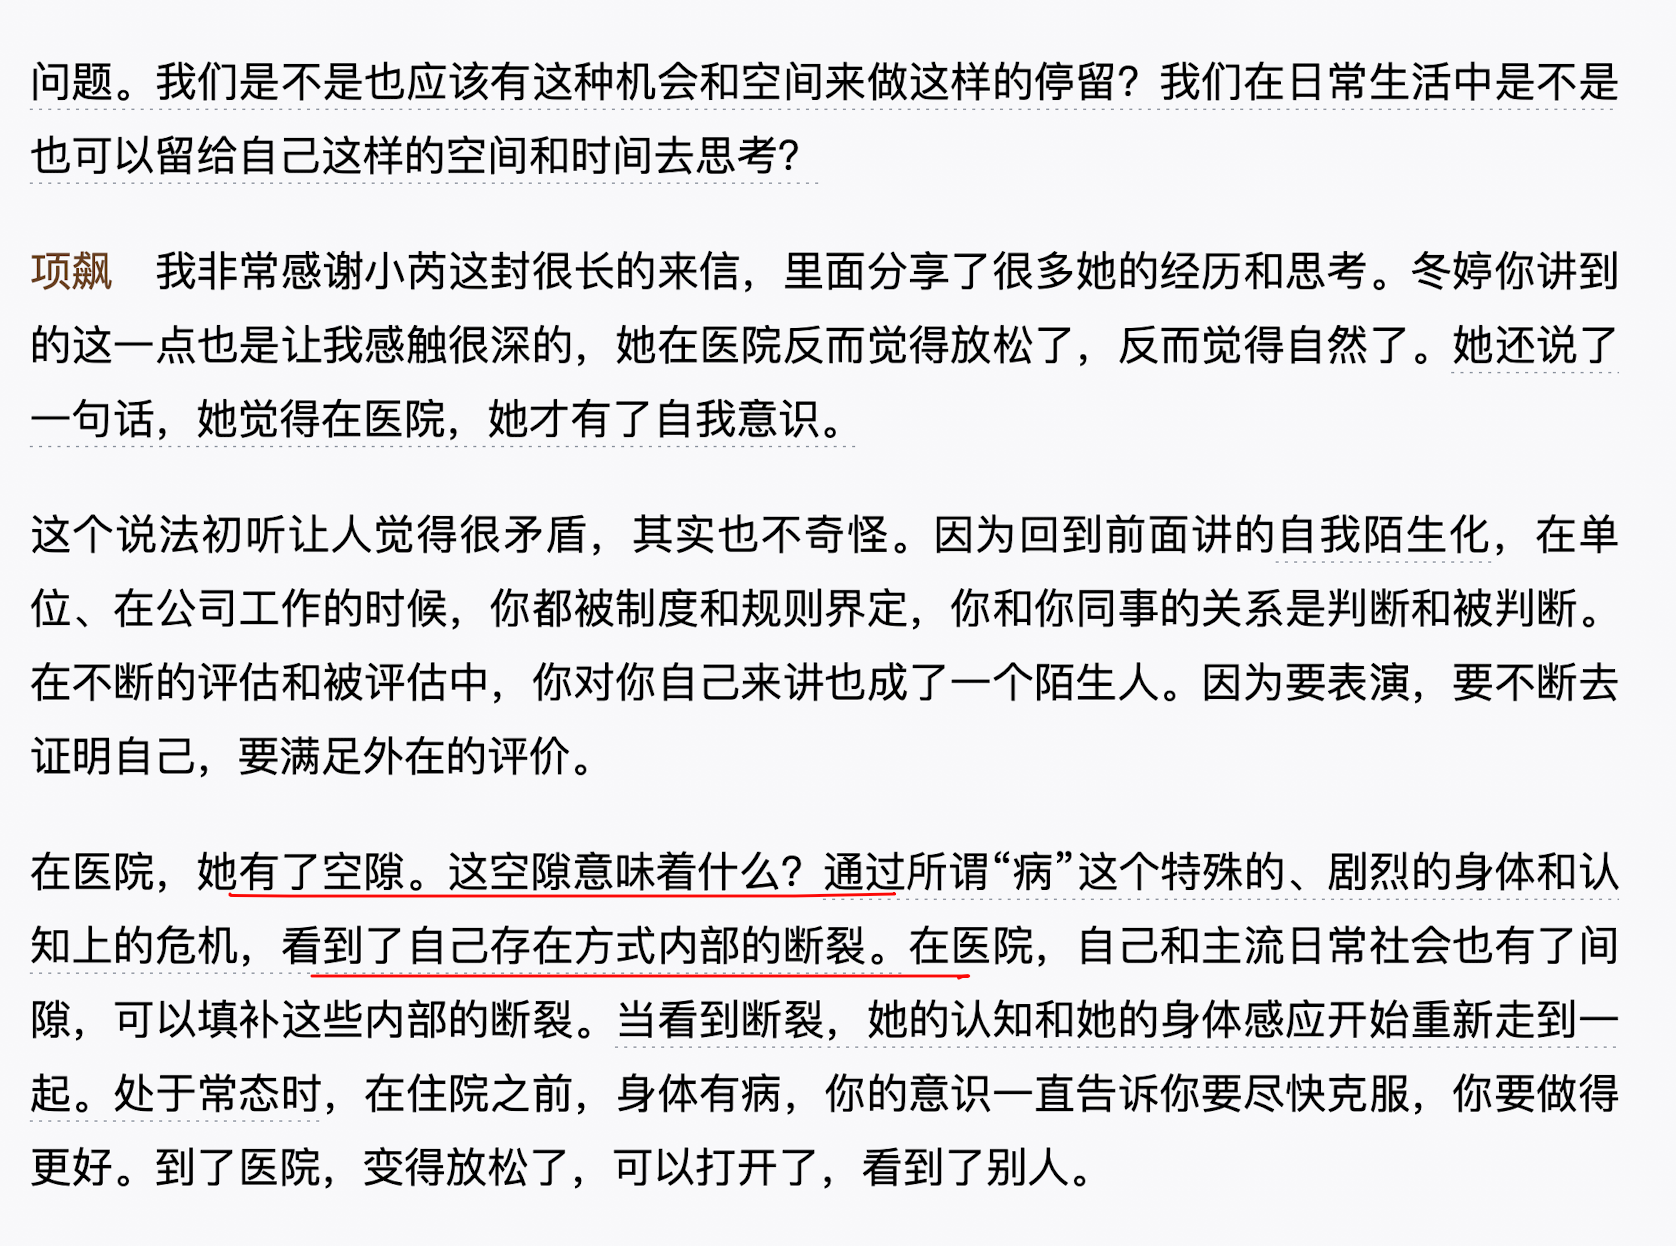 问题。我们是不是也应该有这种机会和空间来做这样的停留？我们在日常生活中是不是
也可以留给自己这样的空间和时间去思考？
项飙 我非常感谢小芮这封很长的来信，里面分享了很多她的经历和思考。冬婷你讲到
的这一点也是让我感触很深的，她在医院反而觉得放松了，反而觉得自然了。她还说了
一句话，她觉得在医院，她才有了自我意识。
这个说法初听让人觉得很矛盾，其实也不奇怪。因为回到前面讲的自我陌生化，在单
位、在公司工作的时候，你都被制度和规则界定，你和你同事的关系是判断和被判断。
在不断的评估和被评估中，你对你自己来讲也成了一个陌生人。因为要表演，要不断去
证明自己，要满足外在的评价。
在医院，她有了空隙。这空隙意味着什么？通过所谓“病”这个特殊的、剧烈的身体和认
知上的危机，看到了自己存在方式内部的断裂。在医院，自己和主流日常社会也有了间
隙，可以填补这些内部的断裂。当看到断裂，她的认知和她的身体感应开始重新走到一
起。处于常态时，在住院之前，身体有病，你的意识一直告诉你要尽快克服，你要做得
更好。到了医院，变得放松了，可以打开了，看到了别人。